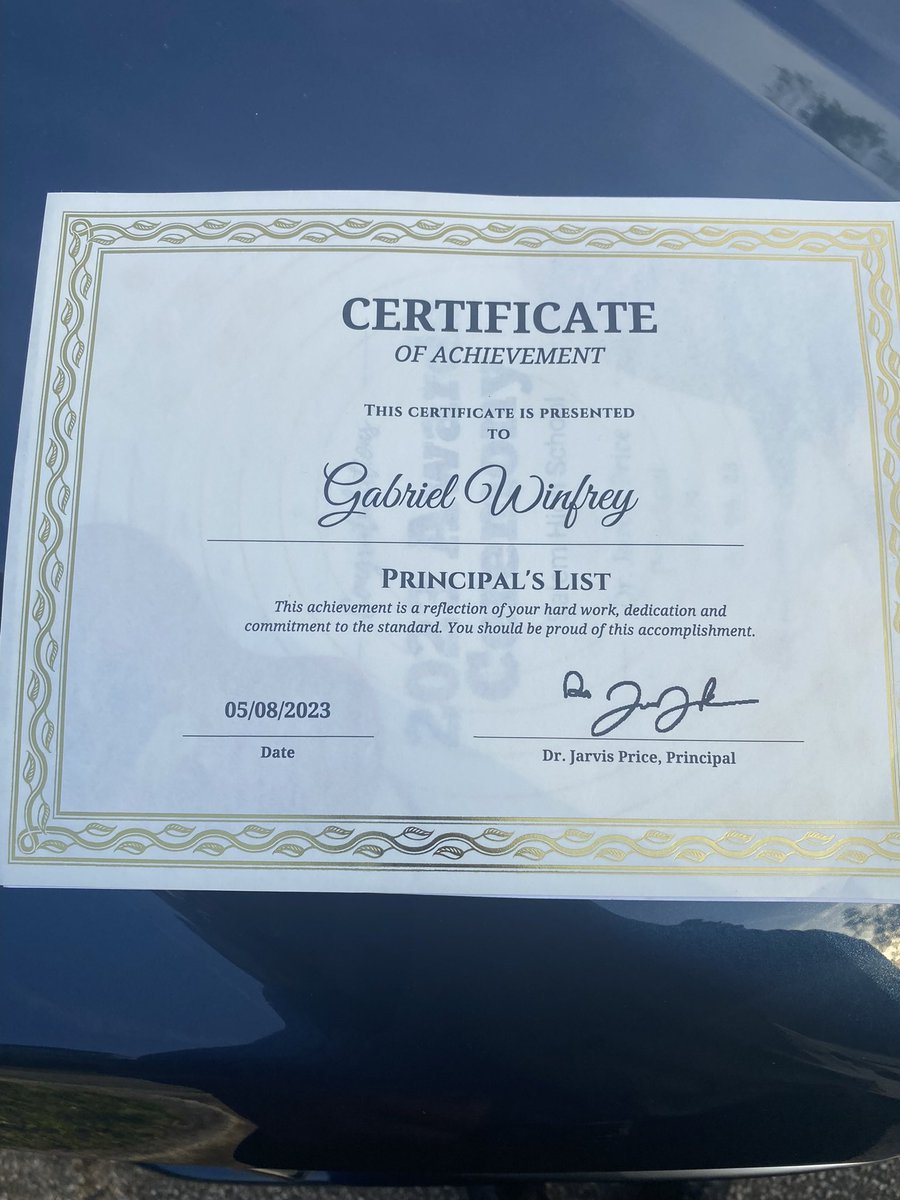 CERTIFICATE
OF ACHIEVEMENT
THIS CERTIFICATE IS PRESENTED
TO
Gabriel Winfrey
PRINCIPAL'S LIST
This achievement is a reflection of your hard work, dedication and
commitment to the standard. You should be proud of this accomplishment.
05/08/2023
Date
Dr. Jarvis Price, Principal